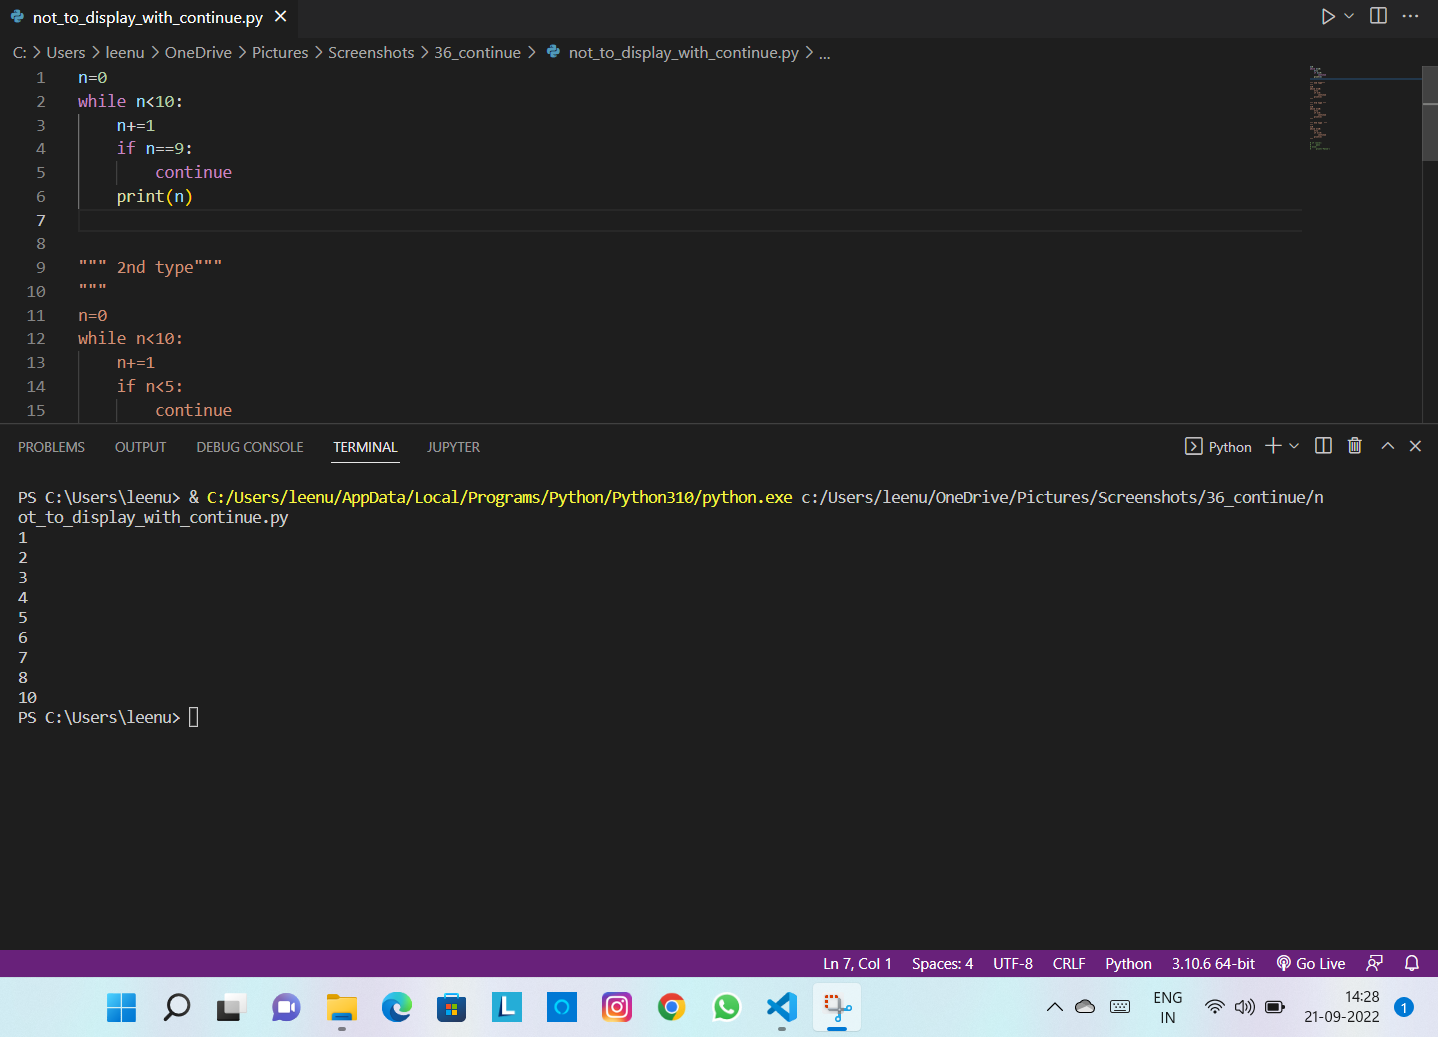 not_to_display_with_continue.py
C: > Users > leenu > OneDrive > Pictures > Screenshots > 36_continue > not_to_display_with_continue.py > ...
1 n=0
2 while n<10:
3 n+=1
4 if n==9:
5 continue
6 print(n)
7
8
9 """ 2nd type"""
10 """
11 n=0
12 while n<10:
13 n+=1
14 if n<5:
15 continue
PROBLEMS OUTPUT DEBUG CONSOLE TERMINAL JUPYTER Python
PS C:\Users\leenu> & C:/Users/leenu/AppData/Local/Programs/Python/Python310/python.exe c:/Users/leenu/OneDrive/Pictures/Screenshots/36_continue/n
ot_to_display_with_continue.py
1
2
3
4
5
6
7
8
10
PS C:\Users\leenu>
Ln 7, Col 1 Spaces: 4 UTF-8 CRLF Python 3.10.6 64-bit Go Live
ENG
IN
14:28
21-09-2022
1